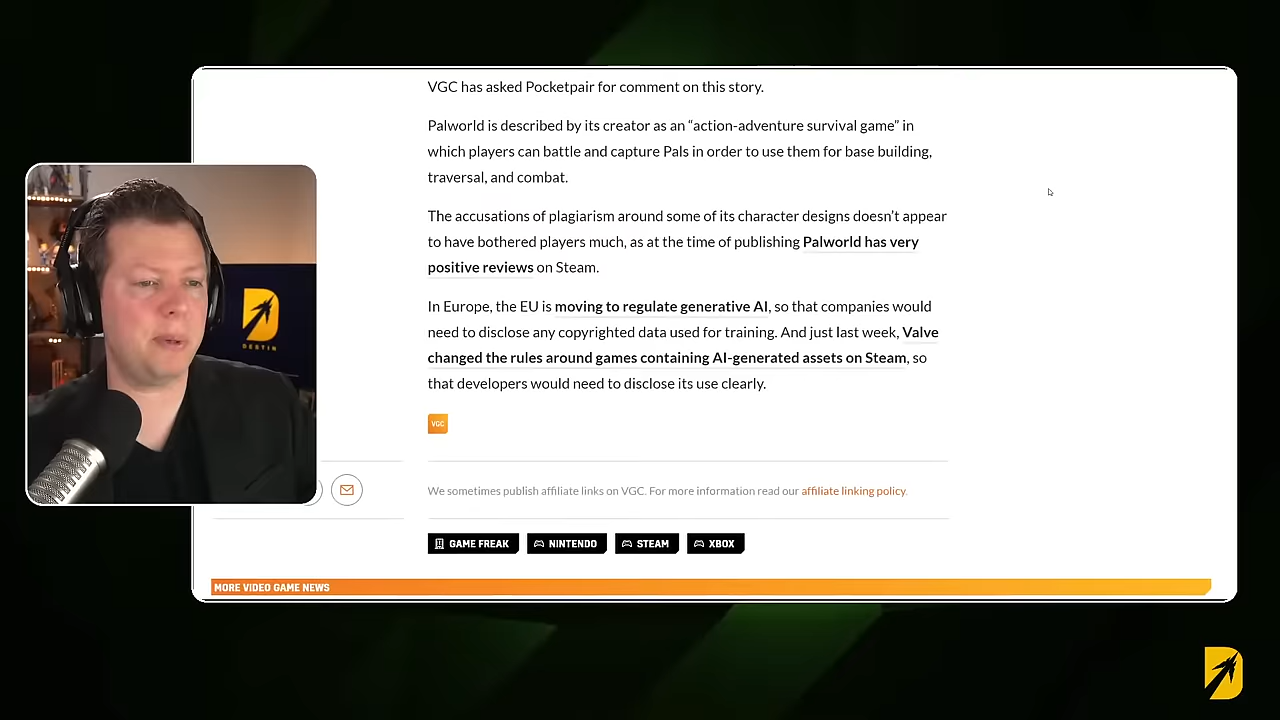 VGC has asked Pocketpair for comment on this story.
Palworld is described by its creator as an “action-adventure survival game” in
which players can battle and capture Pals in order to use them for base building,
traversal, and combat.
The accusations of plagiarism around some of its character designs doesn’t appear
to have bothered players much, as at the time of publishing Palworld has very
positive reviews on Steam.
In Europe, the EU is moving to regulate generative AI, so that companies would
need to disclose any copyrighted data used for training. And just last week, Valve
changed the rules around games containing AI-generated assets on Steam, so
that developers would need to disclose its use clearly.
DESTIN
VGC
We sometimes publish affiliate links on VGC. For more information read our affiliate linking policy.
GAME FREAK
NINTENDO
STEAM
XBOX
MORE VIDEO GAME NEWS